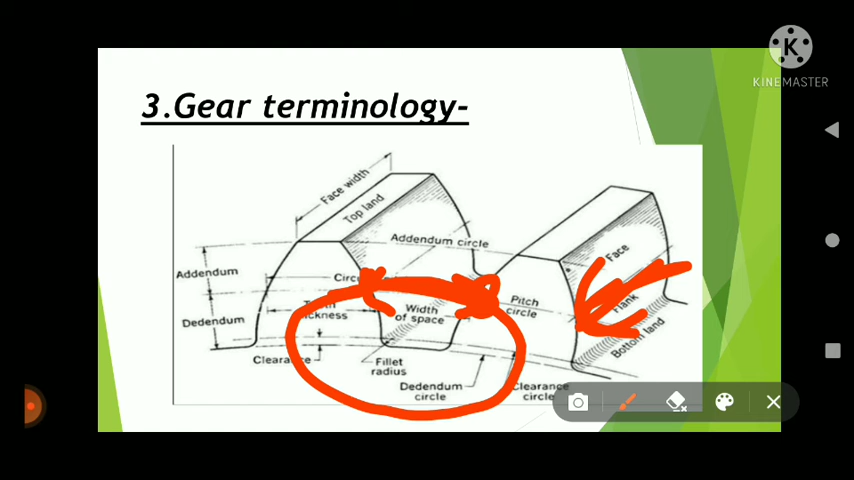 K
KINEMASTER
3.Gear terminology-
Face width
Top land
Addendum circle
Addendum
Face
Pitch
circle
Flank
Width
of space
Dedendum
Bottom land
Clearance
Fillet
radius
Dedendum
circle
Clearance
circle